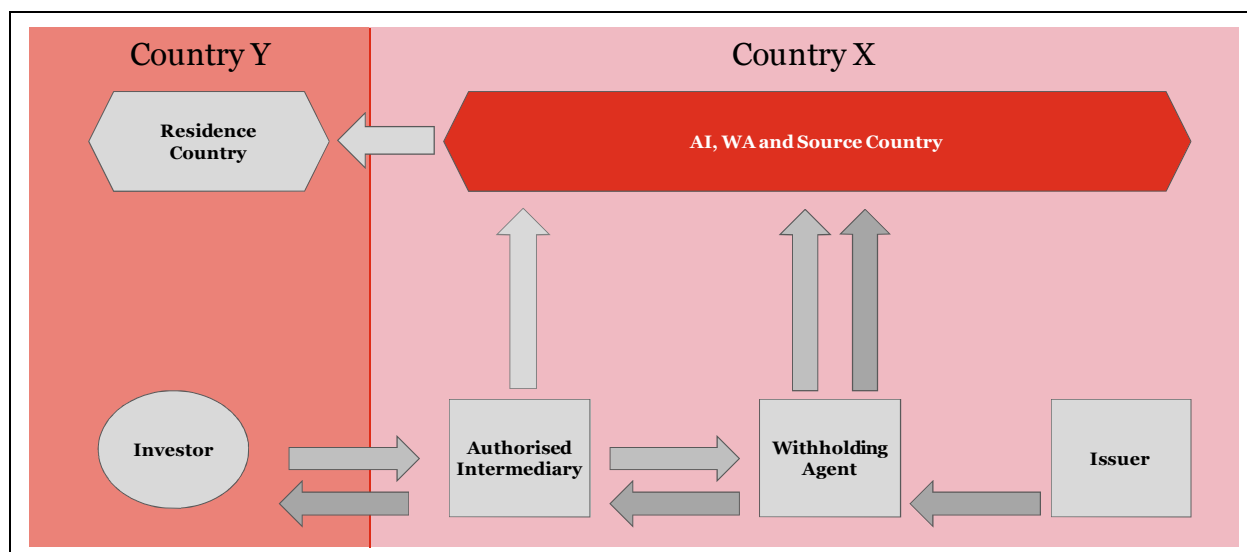 Country Y
Country X
Residence
Country
AI, WA and Source Country
Investor
Authorised
Intermediary
Withholding
Agent
Issuer